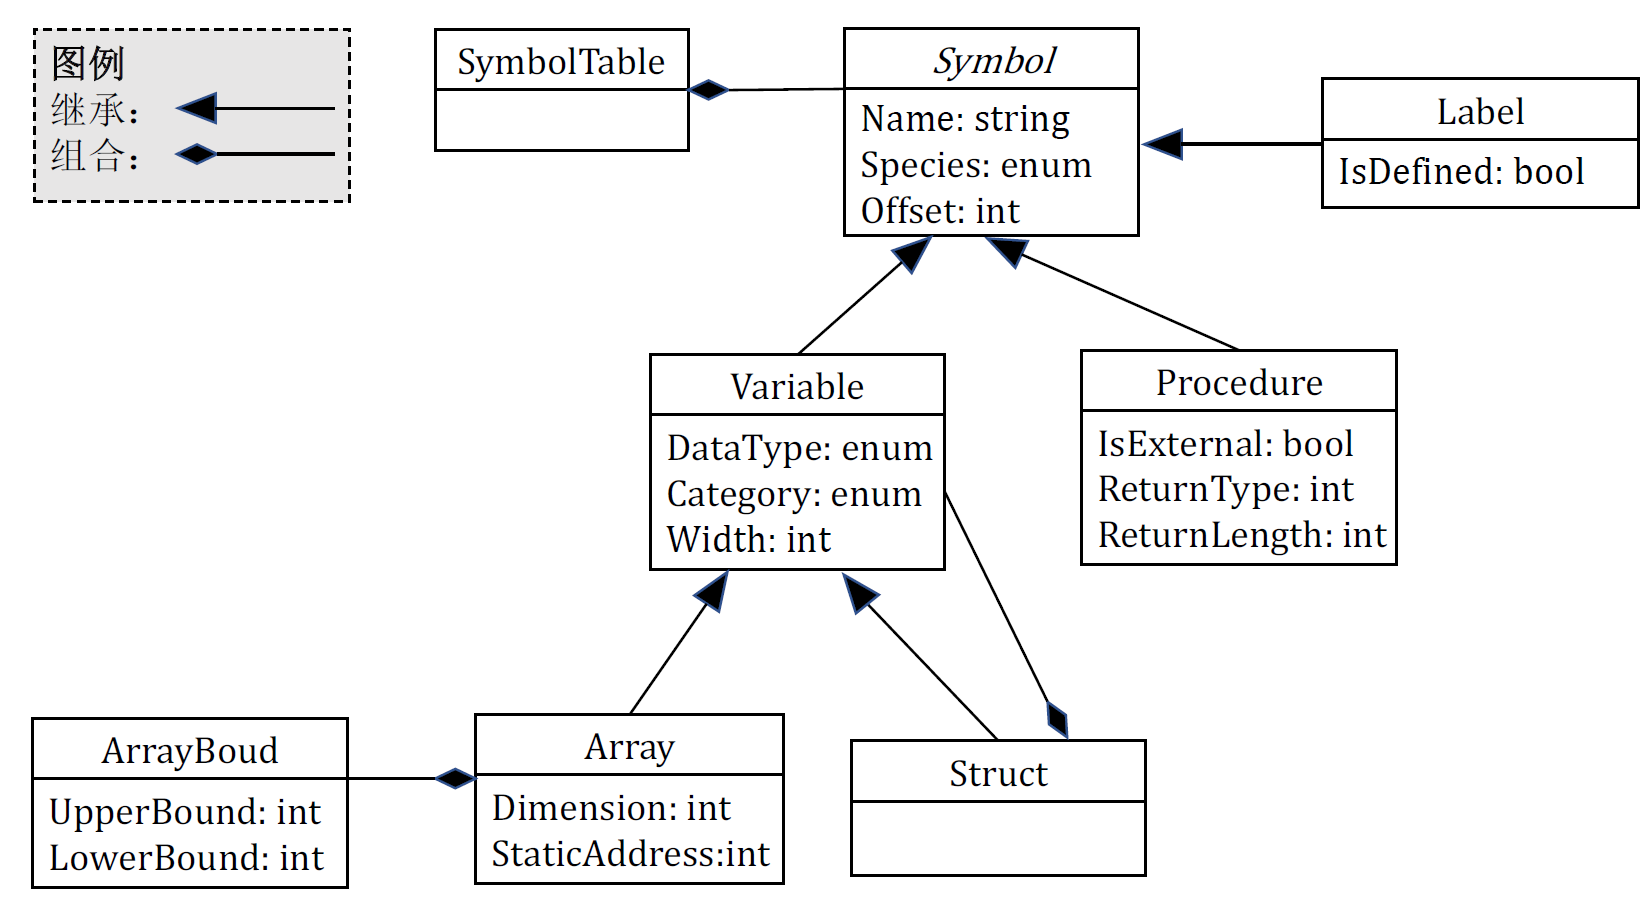 图例
继承：
组合：
SymbolTable
Symbol
Name: string
Species: enum
Offset: int
Label
IsDefined: bool
Variable
DataType: enum
Category: enum
Width: int
Procedure
IsExternal: bool
ReturnType: int
ReturnLength: int
ArrayBoud
UpperBound: int
LowerBound: int
Array
Dimension: int
StaticAddress:int
Struct